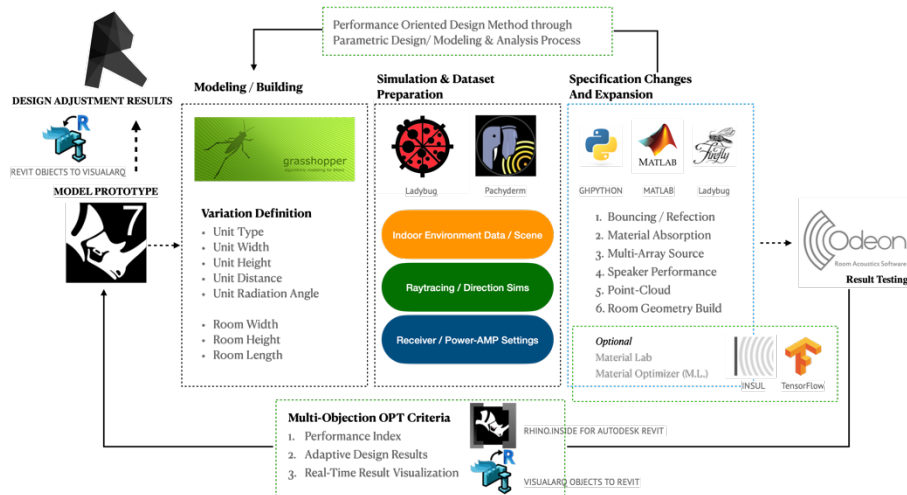 Performance Oriented Design Method through
Parametric Design/ Modeling & Analysis Process
DESIGN ADJUSTMENT RESULTS
R
REVIT OBJECTS TO VISUALARQ
MODEL PROTOTYPE
7
Modeling / Building
grasshopper
Variation Definition
• Unit Type
• Unit Width
• Unit Height
• Unit Distance
• Unit Radiation Angle
• Room Width
• Room Height
• Room Length
Simulation & Dataset
Preparation
Ladybug
Pachyderm
Indoor Environment Data / Scene
Raytracing / Direction Sims
Receiver / Power-AMP Settings
Specification Changes
And Expansion
MATLAB
Firefly
GHPYTHON
MATLAB
Ladybug
1. Bouncing / Refection
2. Material Absorption
3. Multi-Array Source
4. Speaker Performance
5. Point-Cloud
6. Room Geometry Build
Optional
Material Lab
Material Optimizer (M.L.)
INSUL
TensorFlow
Odeon
Room Acoustics Software
Result Testing
Multi-Objection OPT Criteria
1. Performance Index
2. Adaptive Design Results
3. Real-Time Result Visualization
RHINO.INSIDE FOR AUTODESK REVIT
R
VISUALARQ OBJECTS TO REVIT